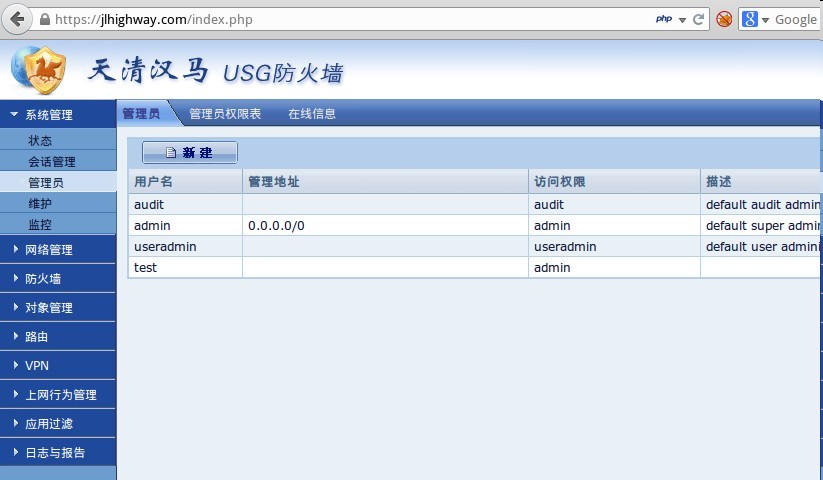 https://jlhighway.com/index.php php Google
天清汉马 USG防火墙
系统管理
状态
会话管理
管理员
维护
监控
网络管理
防火墙
对象管理
路由
VPN
上网行为管理
应用过滤
日志与报告
管理员 管理员权限表 在线信息
新建
用户名 管理地址 访问权限 描述
audit audit default audit admin
admin 0.0.0.0/0 admin default super admin
useradmin useradmin default user admini
test admin